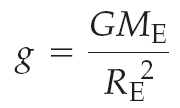 g = GM_E / R_E^2